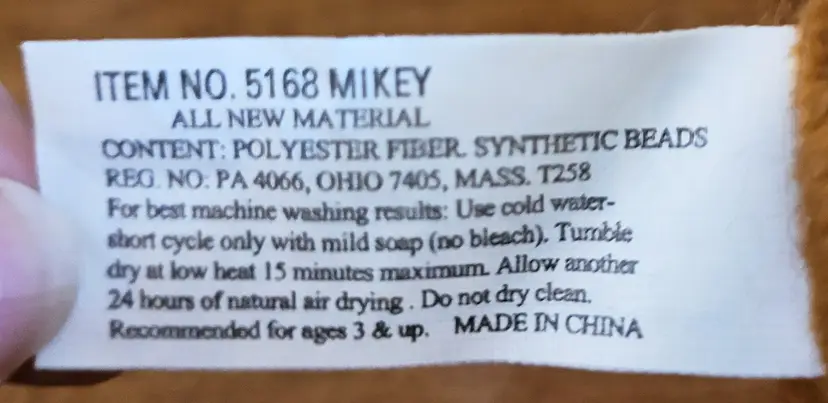 ITEM NO. 5168 MIKEY
ALL NEW MATERIAL
CONTENT: POLYESTER FIBER. SYNTHETIC BEADS
REG. NO: PA 4066, OHIO 7405, MASS. T258
For best machine washing results: Use cold water-
short cycle only with mild soap (no bleach). Tumble
dry at low heat 15 minutes maximum. Allow another
24 hours of natural air drying . Do not dry clean.
Recommended for ages 3 & up. MADE IN CHINA